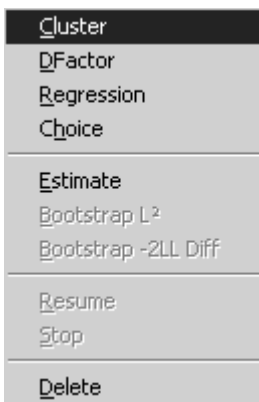 Cluster
DFactor
Regression
Choice
Estimate
Bootstrap L²
Bootstrap -2LL Diff
Resume
Stop
Delete